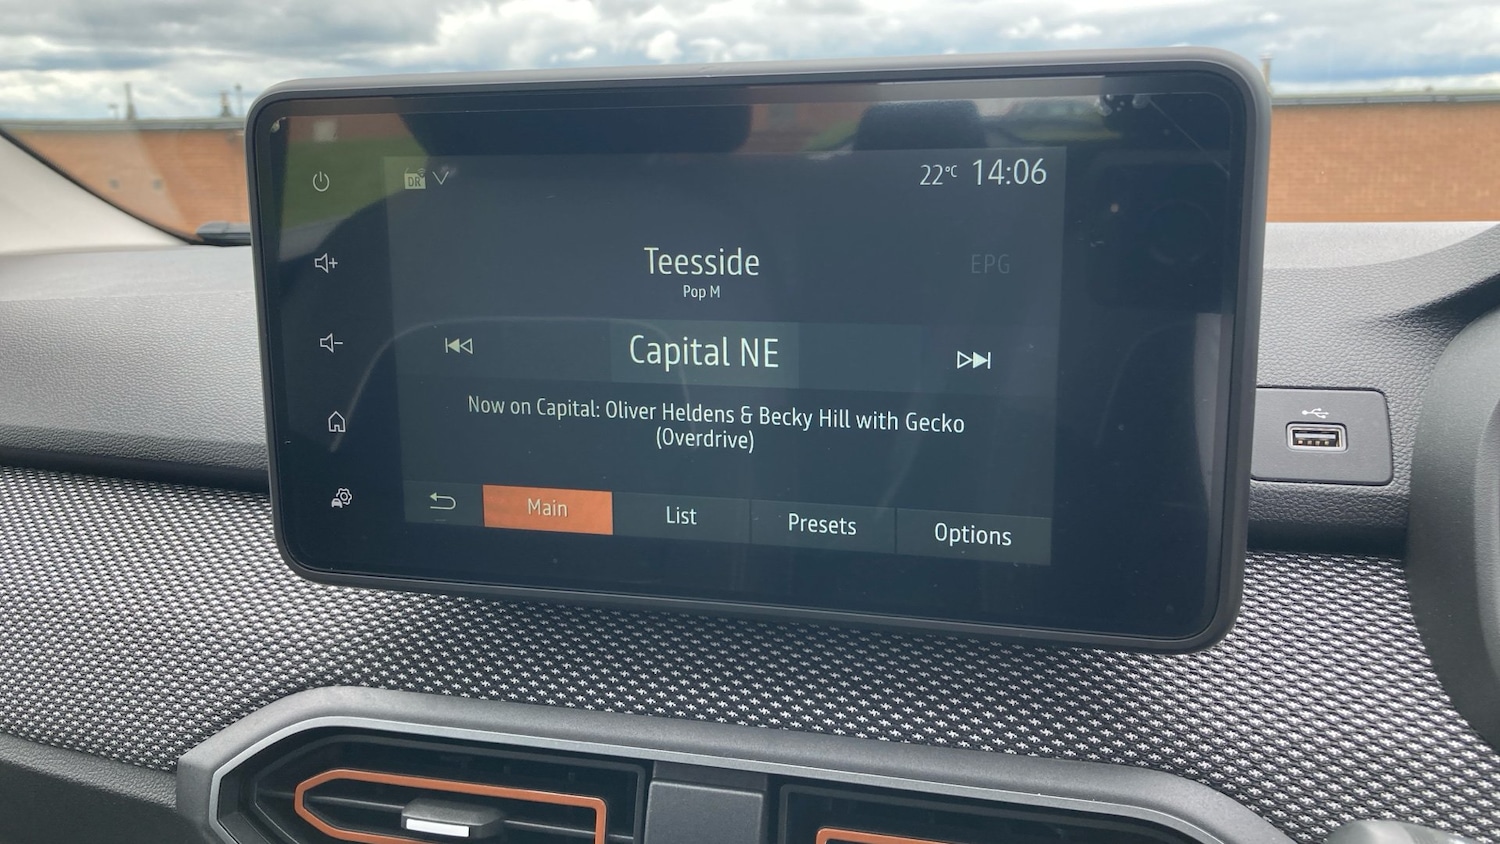 DR
22°C 14:06
Teesside
EPG
Pop M
Capital NE
Now on Capital: Oliver Heldens & Becky Hill with Gecko
(Overdrive)
Main List Presets Options